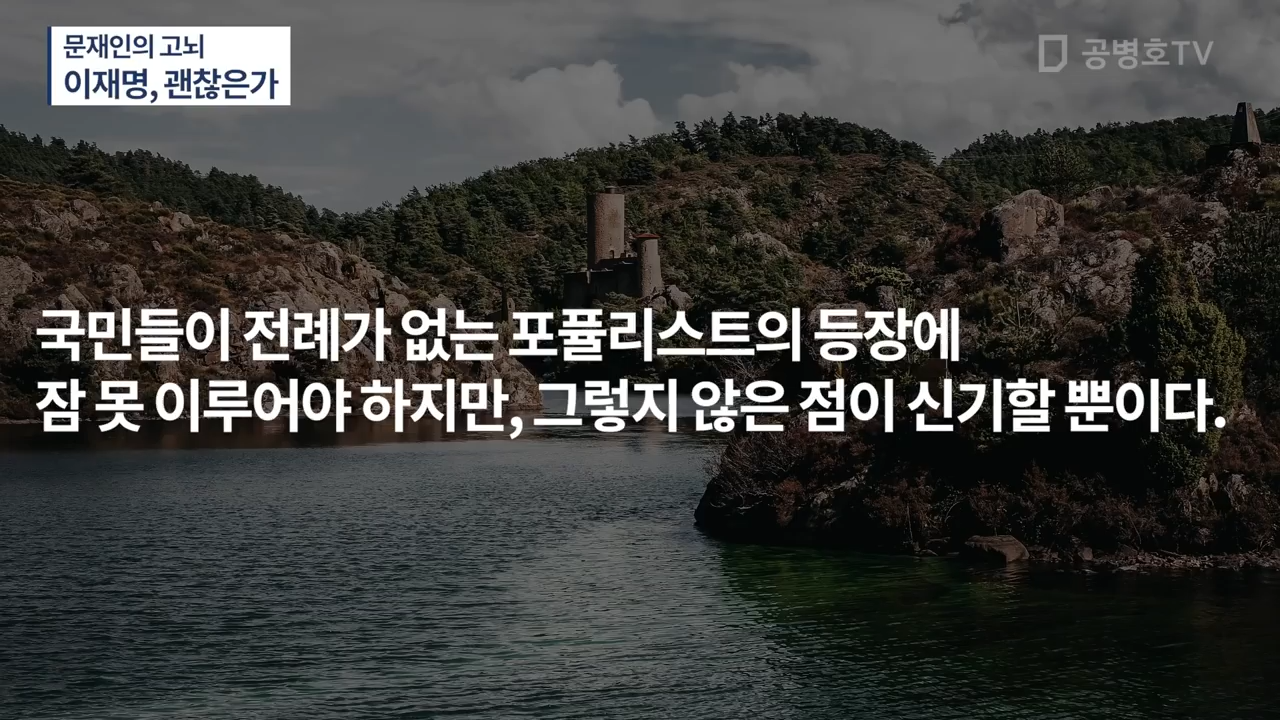 문재인의 고뇌
이재명, 괜찮은가
공병호TV
국민들이 전례가 없는 포퓰리스트의 등장에
잠 못 이루어야 하지만, 그렇지 않은 점이 신기할 뿐이다.